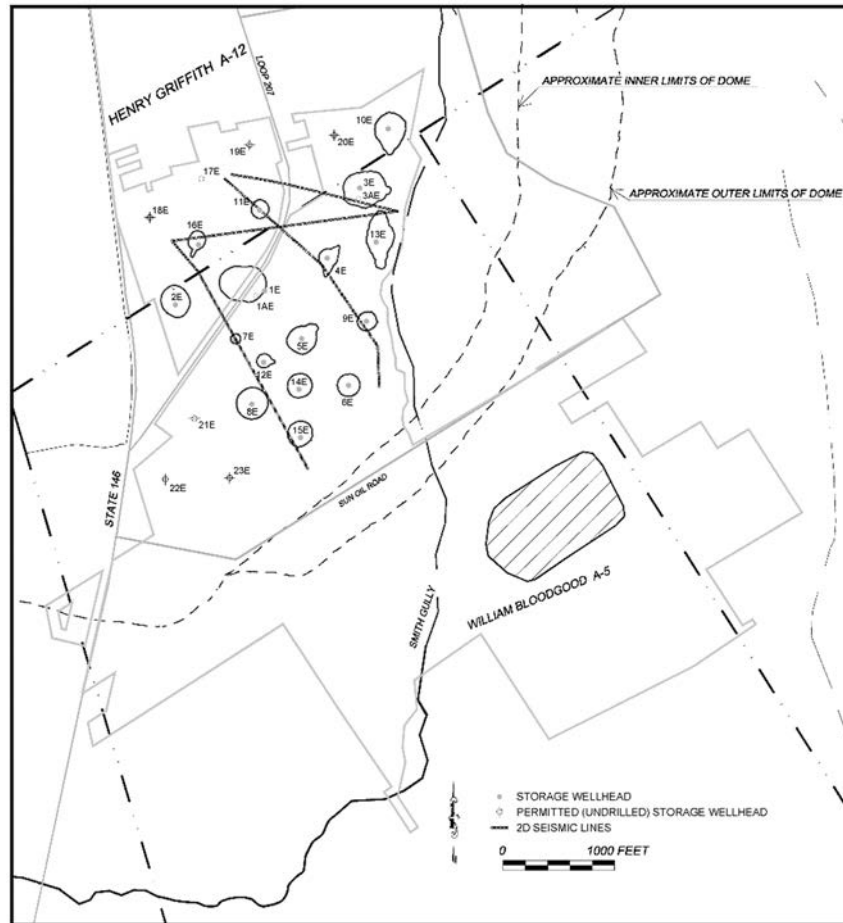 HENRY GRIFFITH A-12
LOOP 207
APPROXIMATE INNER LIMITS OF DOME
APPROXIMATE OUTER LIMITS OF DOME
10E
20E
19E
17E
3E
3AE
18E
11E
16E
13E
4E
1E
1AE
2E
9E
7E
5E
12E
14E
6E
8E
21E
15E
22E
23E
STATE 146
SUN OIL ROAD
SMITH GULLY
WILLIAM BLOODGOOD A-5
STORAGE WELLHEAD
PERMITTED (UNDRILLED) STORAGE WELLHEAD
2D SEISMIC LINES
0 1000 FEET